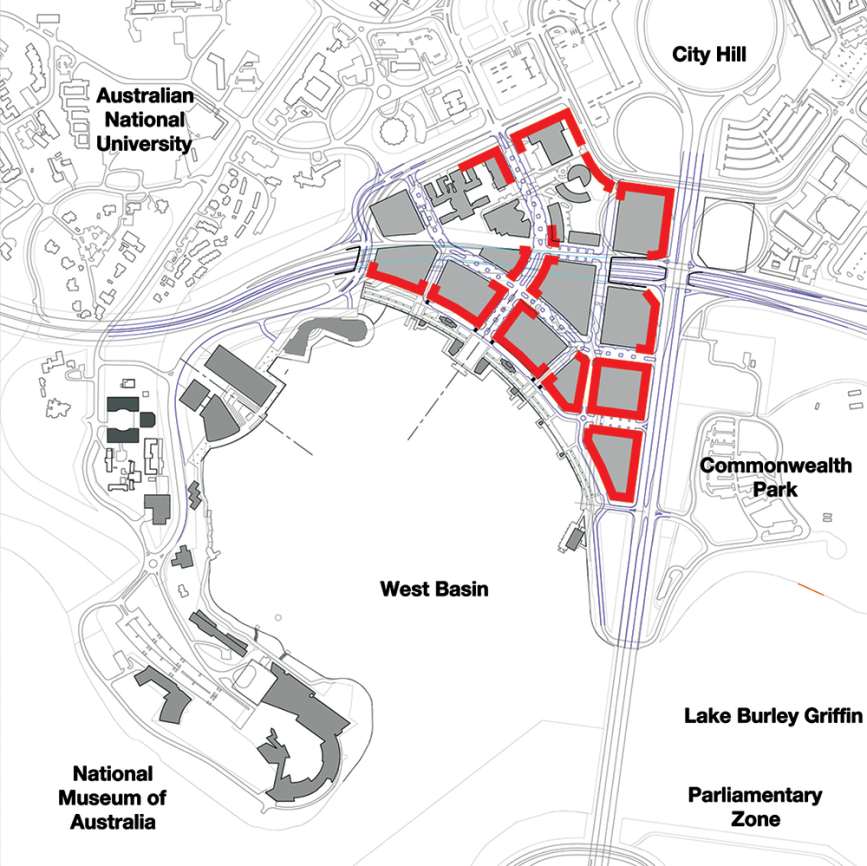 City Hill
Australian
National
University
Commonwealth
Park
West Basin
Lake Burley Griffin
National
Museum of
Australia
Parliamentary
Zone